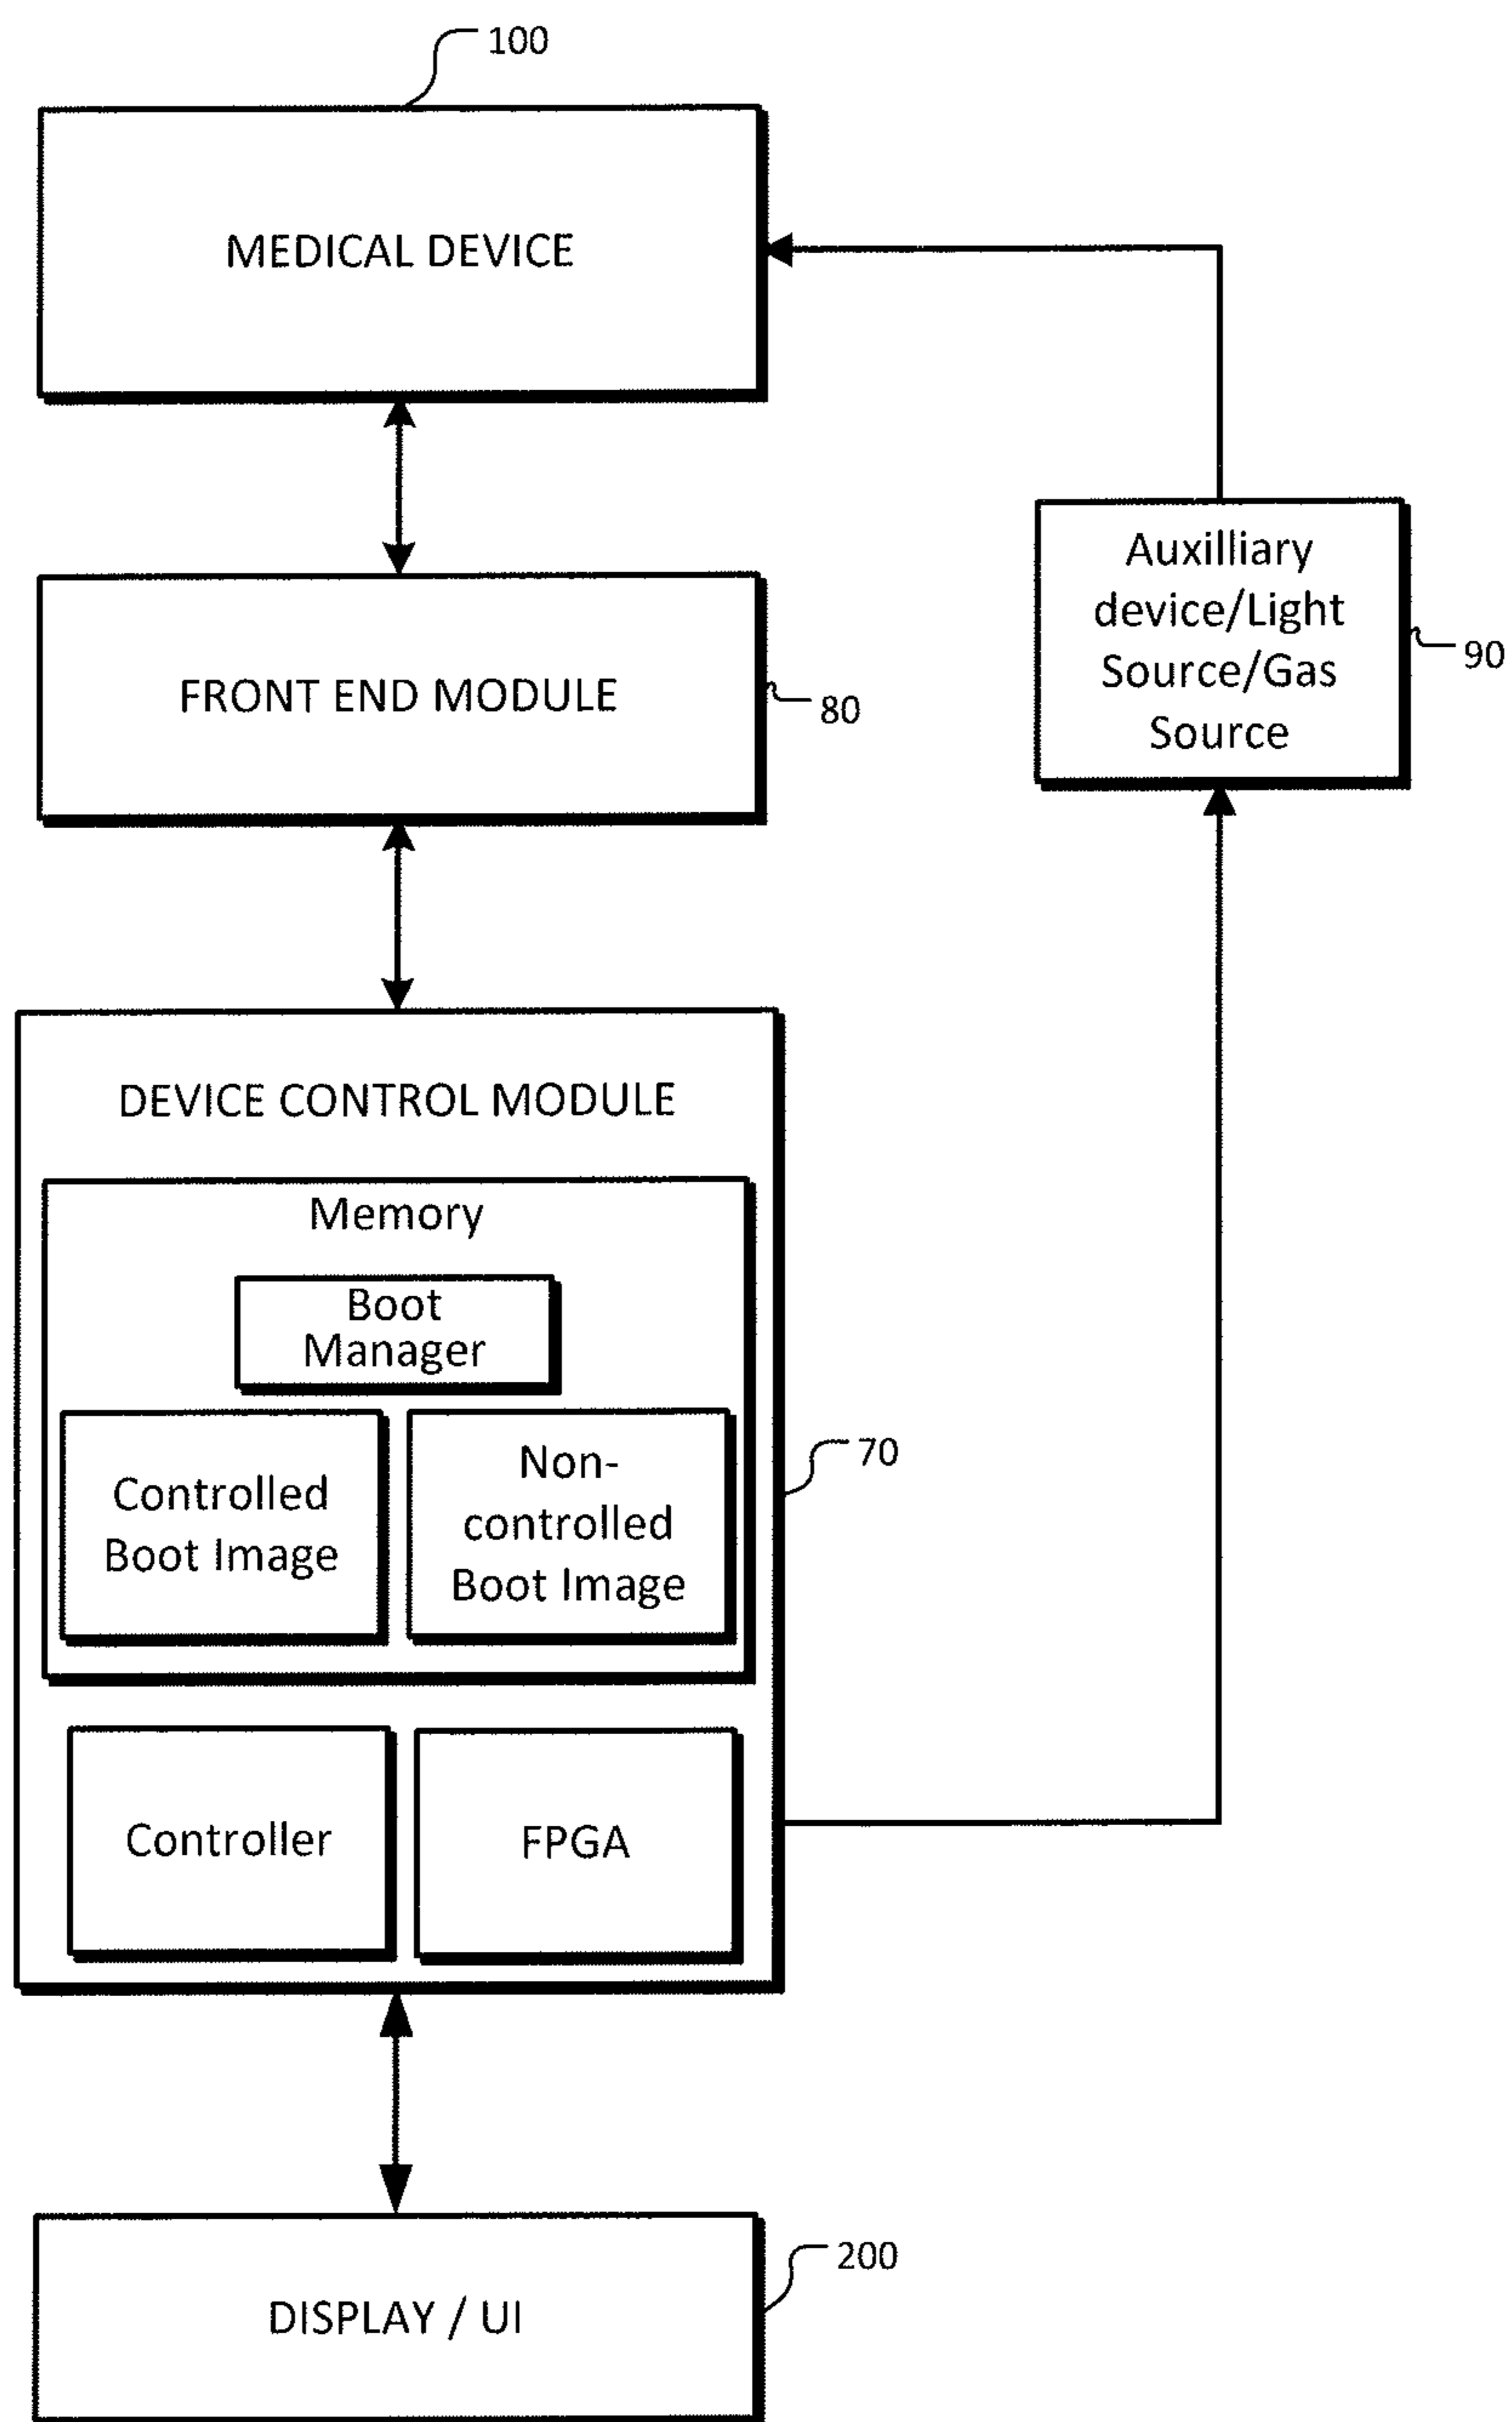 100
MEDICAL DEVICE
Auxilliary
device/Light
Source/Gas
Source
90
FRONT END MODULE
80
DEVICE CONTROL MODULE
Memory
Boot
Manager
Controlled
Boot Image
Non-
controlled
Boot Image
70
Controller
FPGA
200
DISPLAY / UI